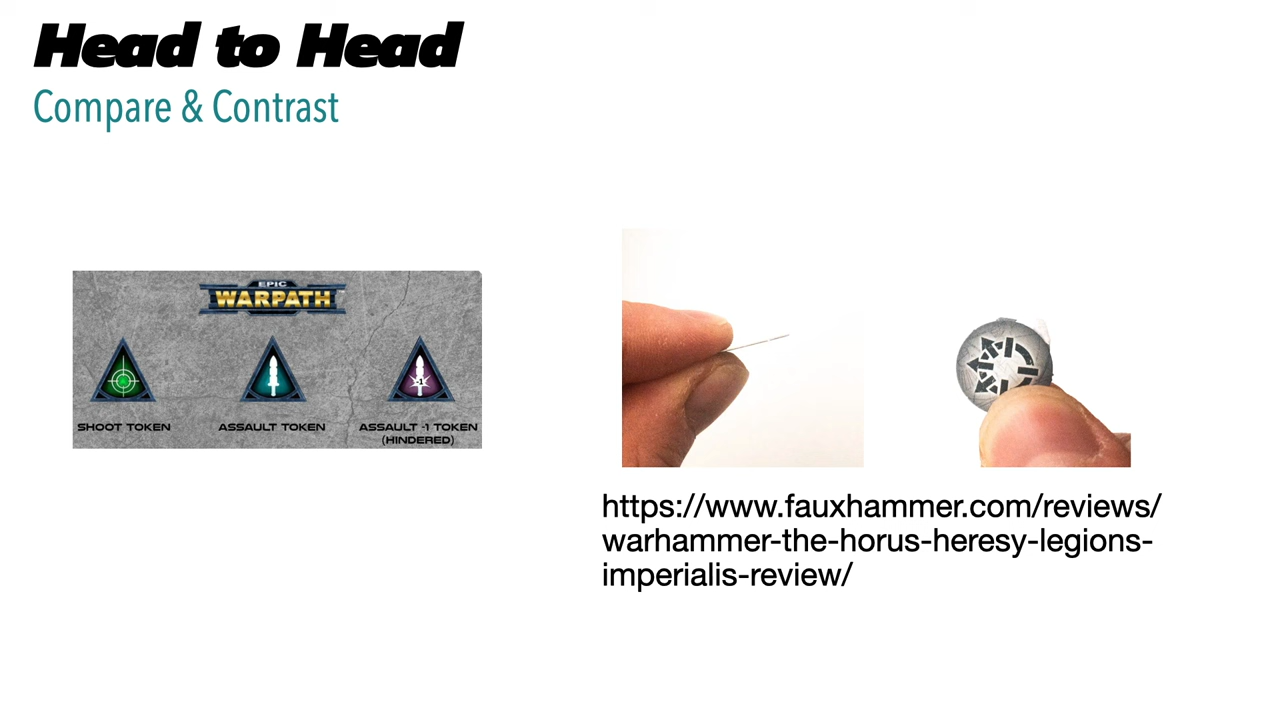 Head to Head
Compare & Contrast
EPIC
WARPATH
SHOOT TOKEN
ASSAULT TOKEN
ASSAULT -1 TOKEN
(HINDERED)
-1
https://www.fauxhammer.com/reviews/
warhammer-the-horus-heresy-legions-
imperialis-review/